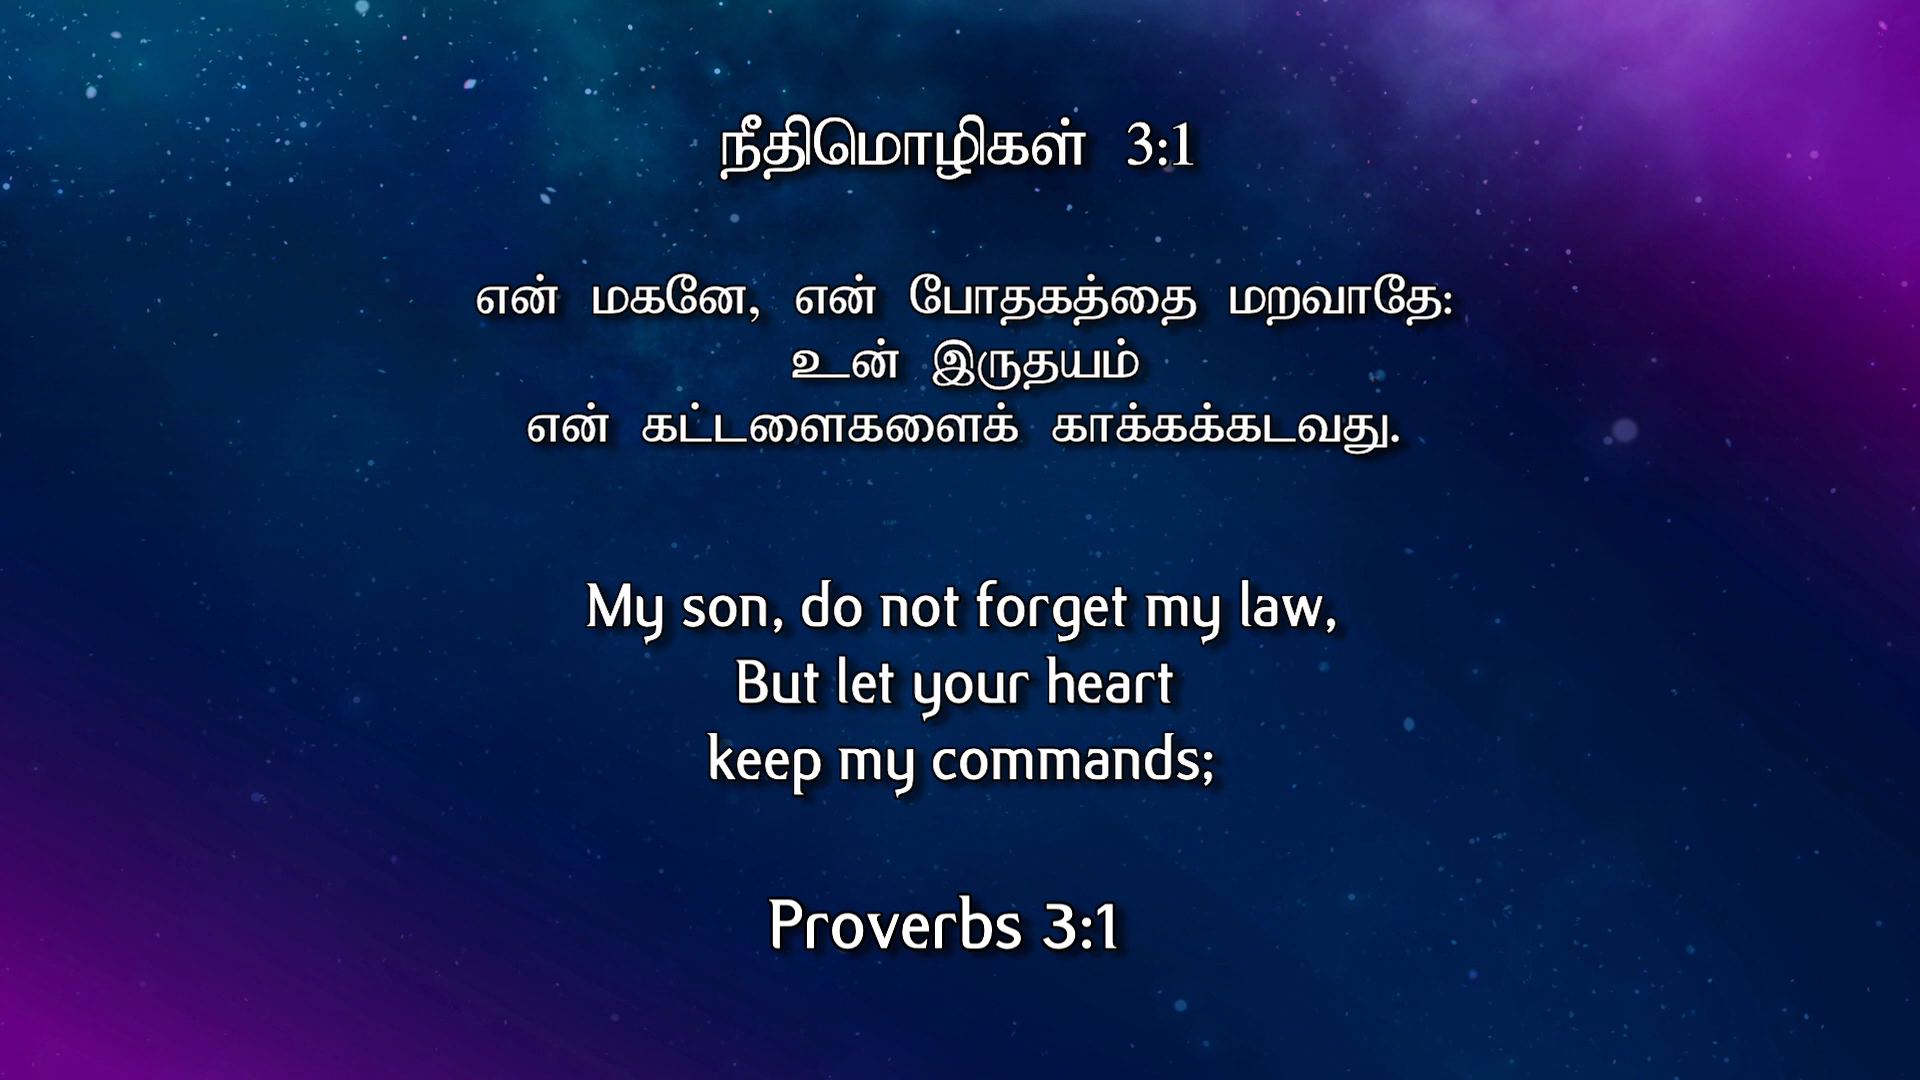 நீதிமொழிகள் 3:1
என் மகனே, என் போதகத்தை மறவாதே:
உன் இருதயம்
என் கட்டளைகளைக் காக்கக்கடவது.
My son, do not forget my law,
But let your heart
keep my commands;
Proverbs 3:1